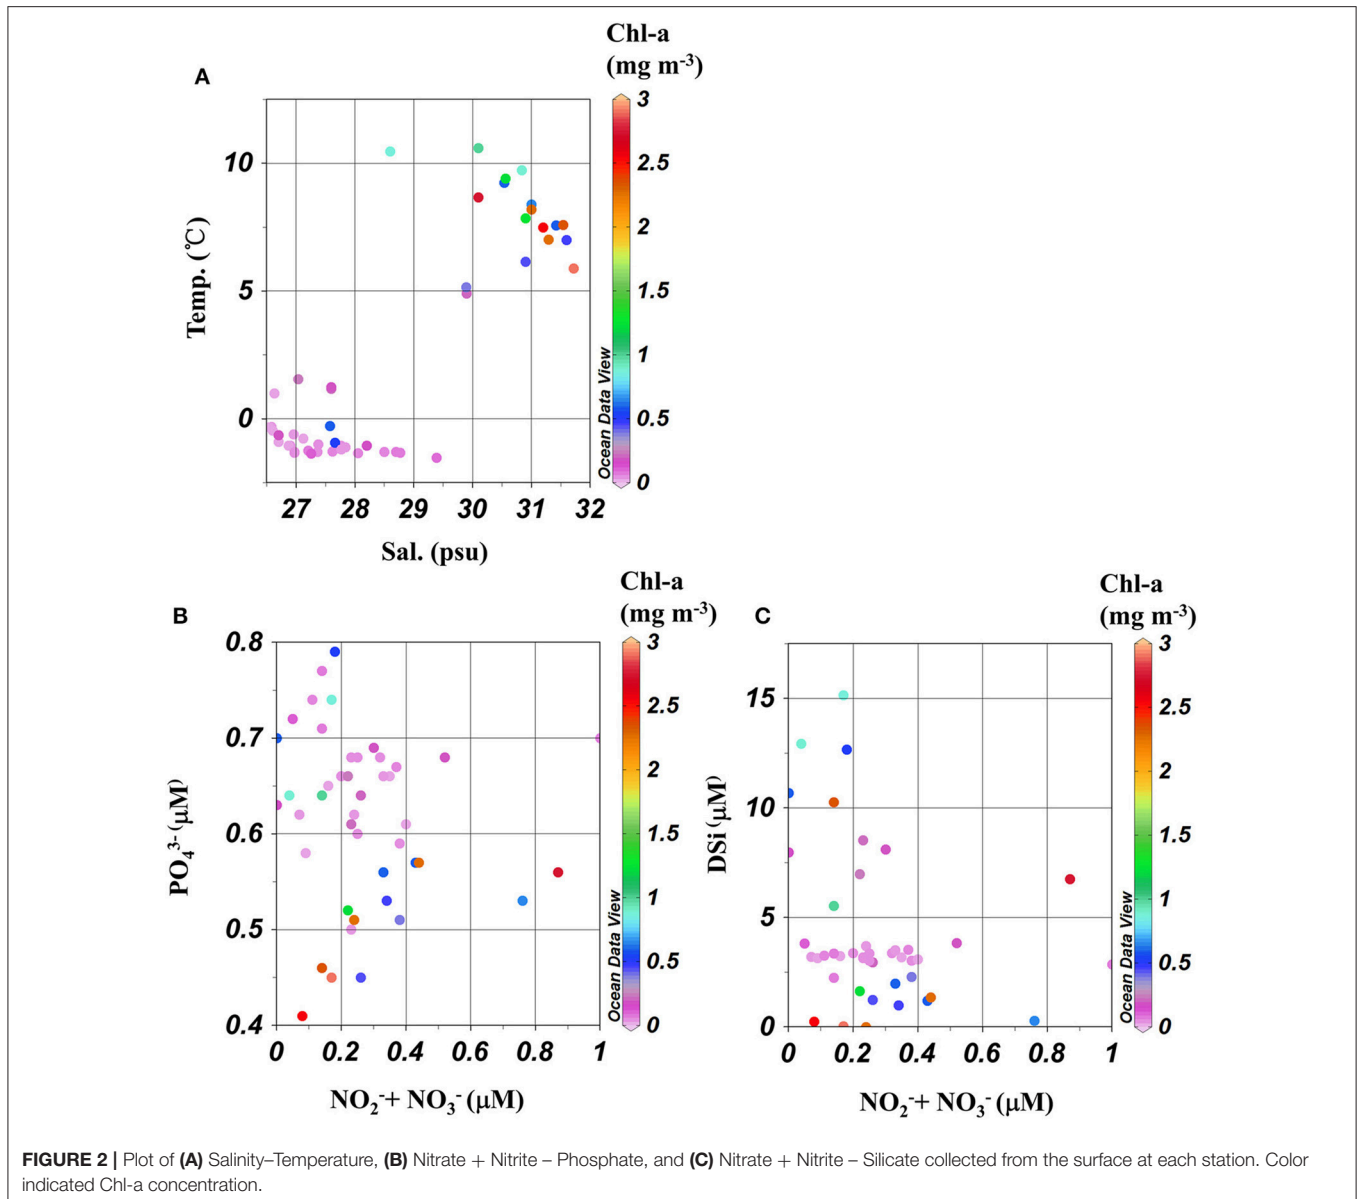 Chl-a
(mg m-3)
A
3
2.5
2
1.5
1
0.5
0
Ocean Data View
10
5
0
Temp. (℃)
27 28 29 30 31 32
Sal. (psu)
Chl-a
(mg m-3)
B
3
2.5
2
1.5
1
0.5
0
Ocean Data View
0.8
0.7
0.6
0.5
0.4
PO43- (μM)
0 0.2 0.4 0.6 0.8 1
NO2-+ NO3- (μM)
Chl-a
(mg m-3)
C
3
2.5
2
1.5
1
0.5
0
Ocean Data View
15
10
5
0
DSi (μM)
0 0.2 0.4 0.6 0.8 1
NO2-+ NO3- (μM)
FIGURE 2 | Plot of (A) Salinity–Temperature, (B) Nitrate + Nitrite – Phosphate, and (C) Nitrate + Nitrite – Silicate collected from the surface at each station. Color
indicated Chl-a concentration.